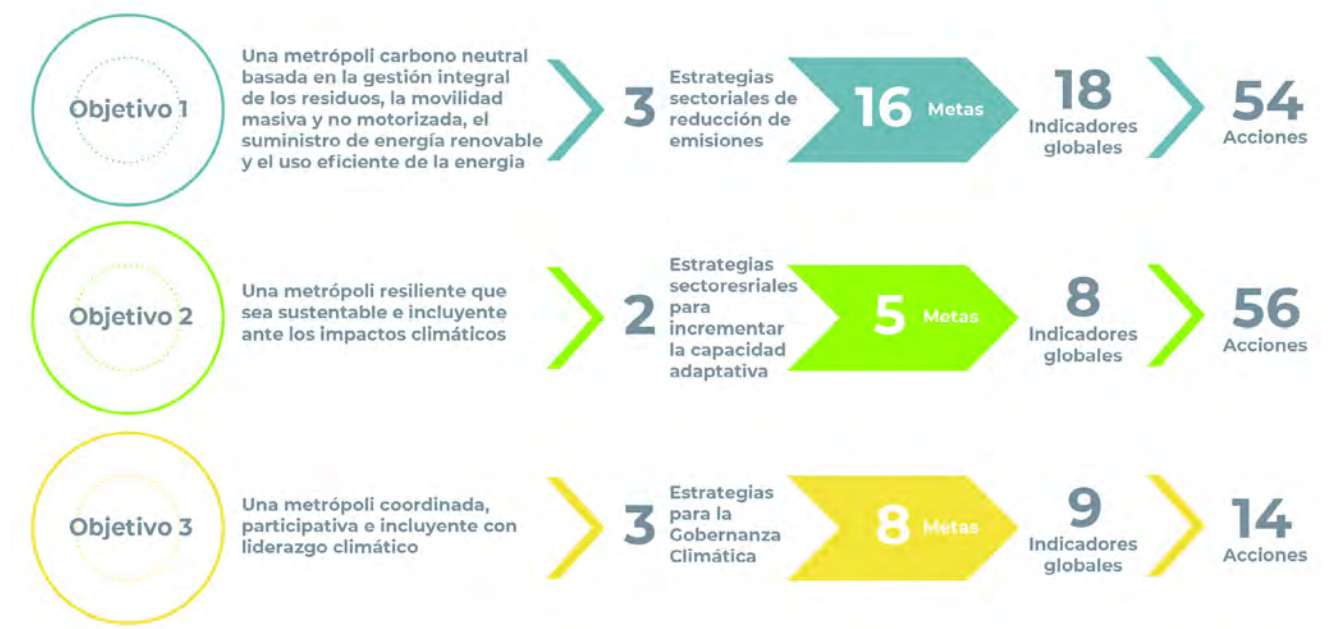 Objetivo 1
Una metrópoli carbono neutral
basada en la gestión integral
de los residuos, la movilidad
masiva y no motorizada, el
suministro de energía renovable
y el uso eficiente de la energia
3
Estrategias
sectoriales de
reducción de
emisiones
16 Metas
18
Indicadores
globales
54
Acciones
Objetivo 2
Una metrópoli resiliente que
sea sustentable e incluyente
ante los impactos climáticos
2
Estrategias
sectoresriales
para
incrementar
la capacidad
adaptativa
5 Metas
8
Indicadores
globales
56
Acciones
Objetivo 3
Una metrópoli coordinada,
participativa e incluyente con
liderazgo climático
3
Estrategias
para la
Gobernanza
Climática
8 Metas
9
Indicadores
globales
14
Acciones